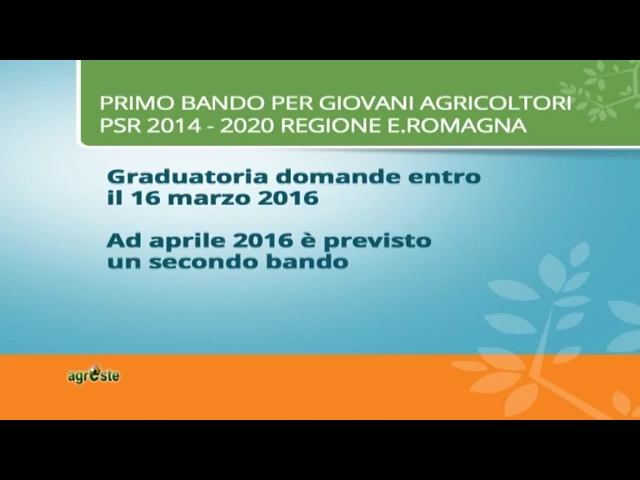 PRIMO BANDO PER GIOVANI AGRICOLTORI
PSR 2014 - 2020 REGIONE E.ROMAGNA
Graduatoria domande entro
il 16 marzo 2016
Ad aprile 2016 è previsto
un secondo bando
agreste